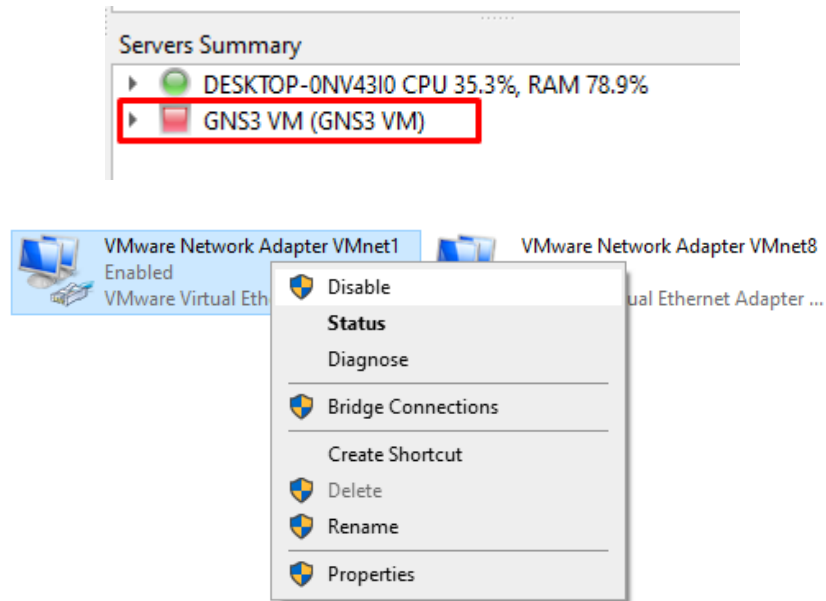 Servers Summary
DESKTOP-0NV43I0 CPU 35.3%, RAM 78.9%
GNS3 VM (GNS3 VM)
VMware Network Adapter VMnet1
Enabled
VMware Virtual Eth
VMware Network Adapter VMnet8
ual Ethernet Adapter ...
Disable
Status
Diagnose
Bridge Connections
Create Shortcut
Delete
Rename
Properties